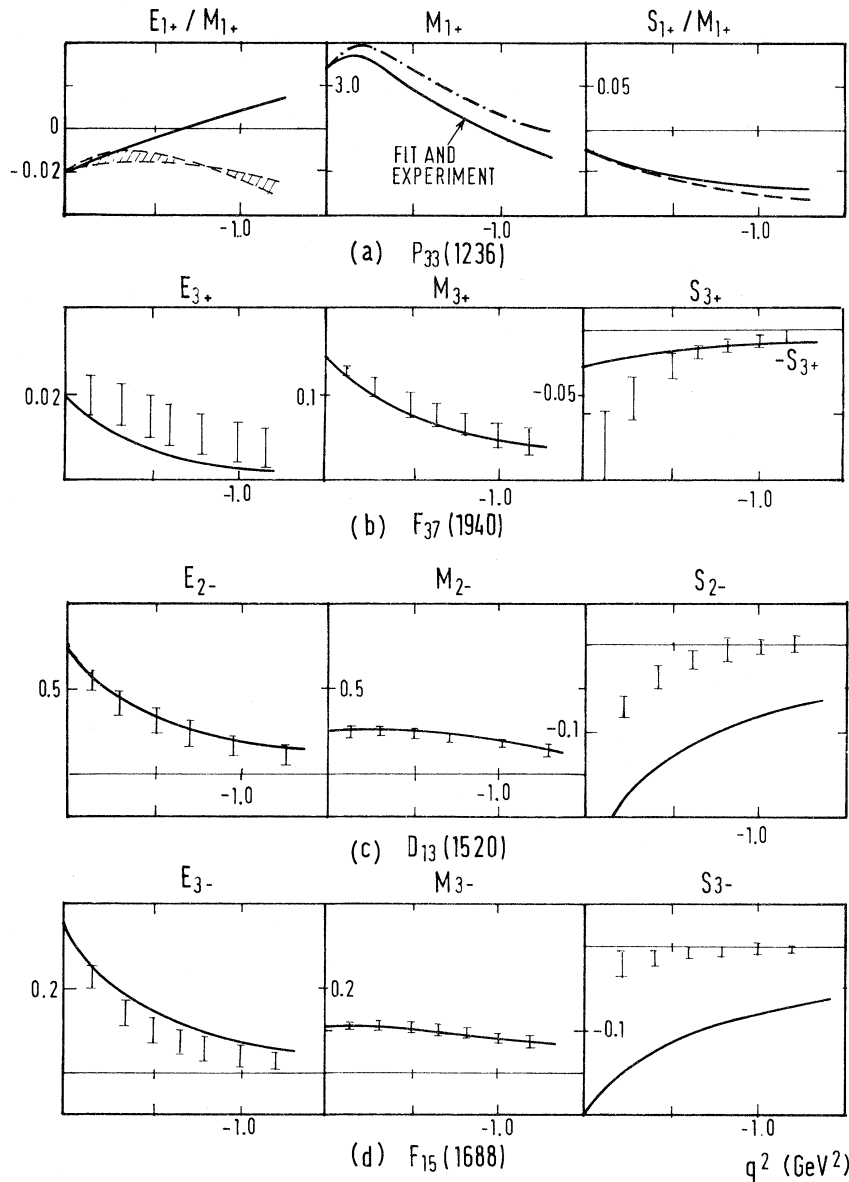 E1+ / M1+ M1+ S1+ / M1+
0 3.0 0.05
-0.02 FIT AND
EXPERIMENT
-1.0 -1.0 -1.0
(a) P33(1236)
E3+ M3+ S3+
0.02 0.1 -0.05 -S3+
-1.0 -1.0 -1.0
(b) F37(1940)
E2- M2- S2-
0.5 0.5 -0.1
-1.0 -1.0 -1.0
(c) D13(1520)
E3- M3- S3-
0.2 0.2 -0.1
-1.0 -1.0 -1.0
(d) F15(1688) q2 (GeV2)